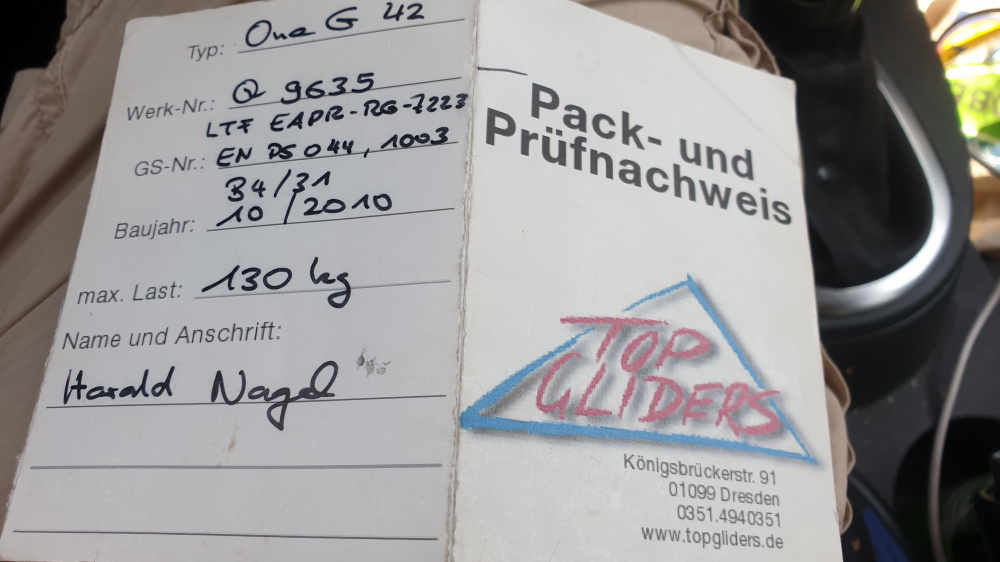 Typ: One G 42
Werk-Nr.: Q 9635
LTF EAPR-RG-7223
GS-Nr.: EN DS 044, 1003
B4/31
Baujahr: 10/2010
max. Last: 130 kg
Name und Anschrift:
Harald Nagel
Pack- und
Prüfnachweis
TOP
GLIDERS
Königsbrückerstr. 91
01099 Dresden
0351.4940351
www.topgliders.de